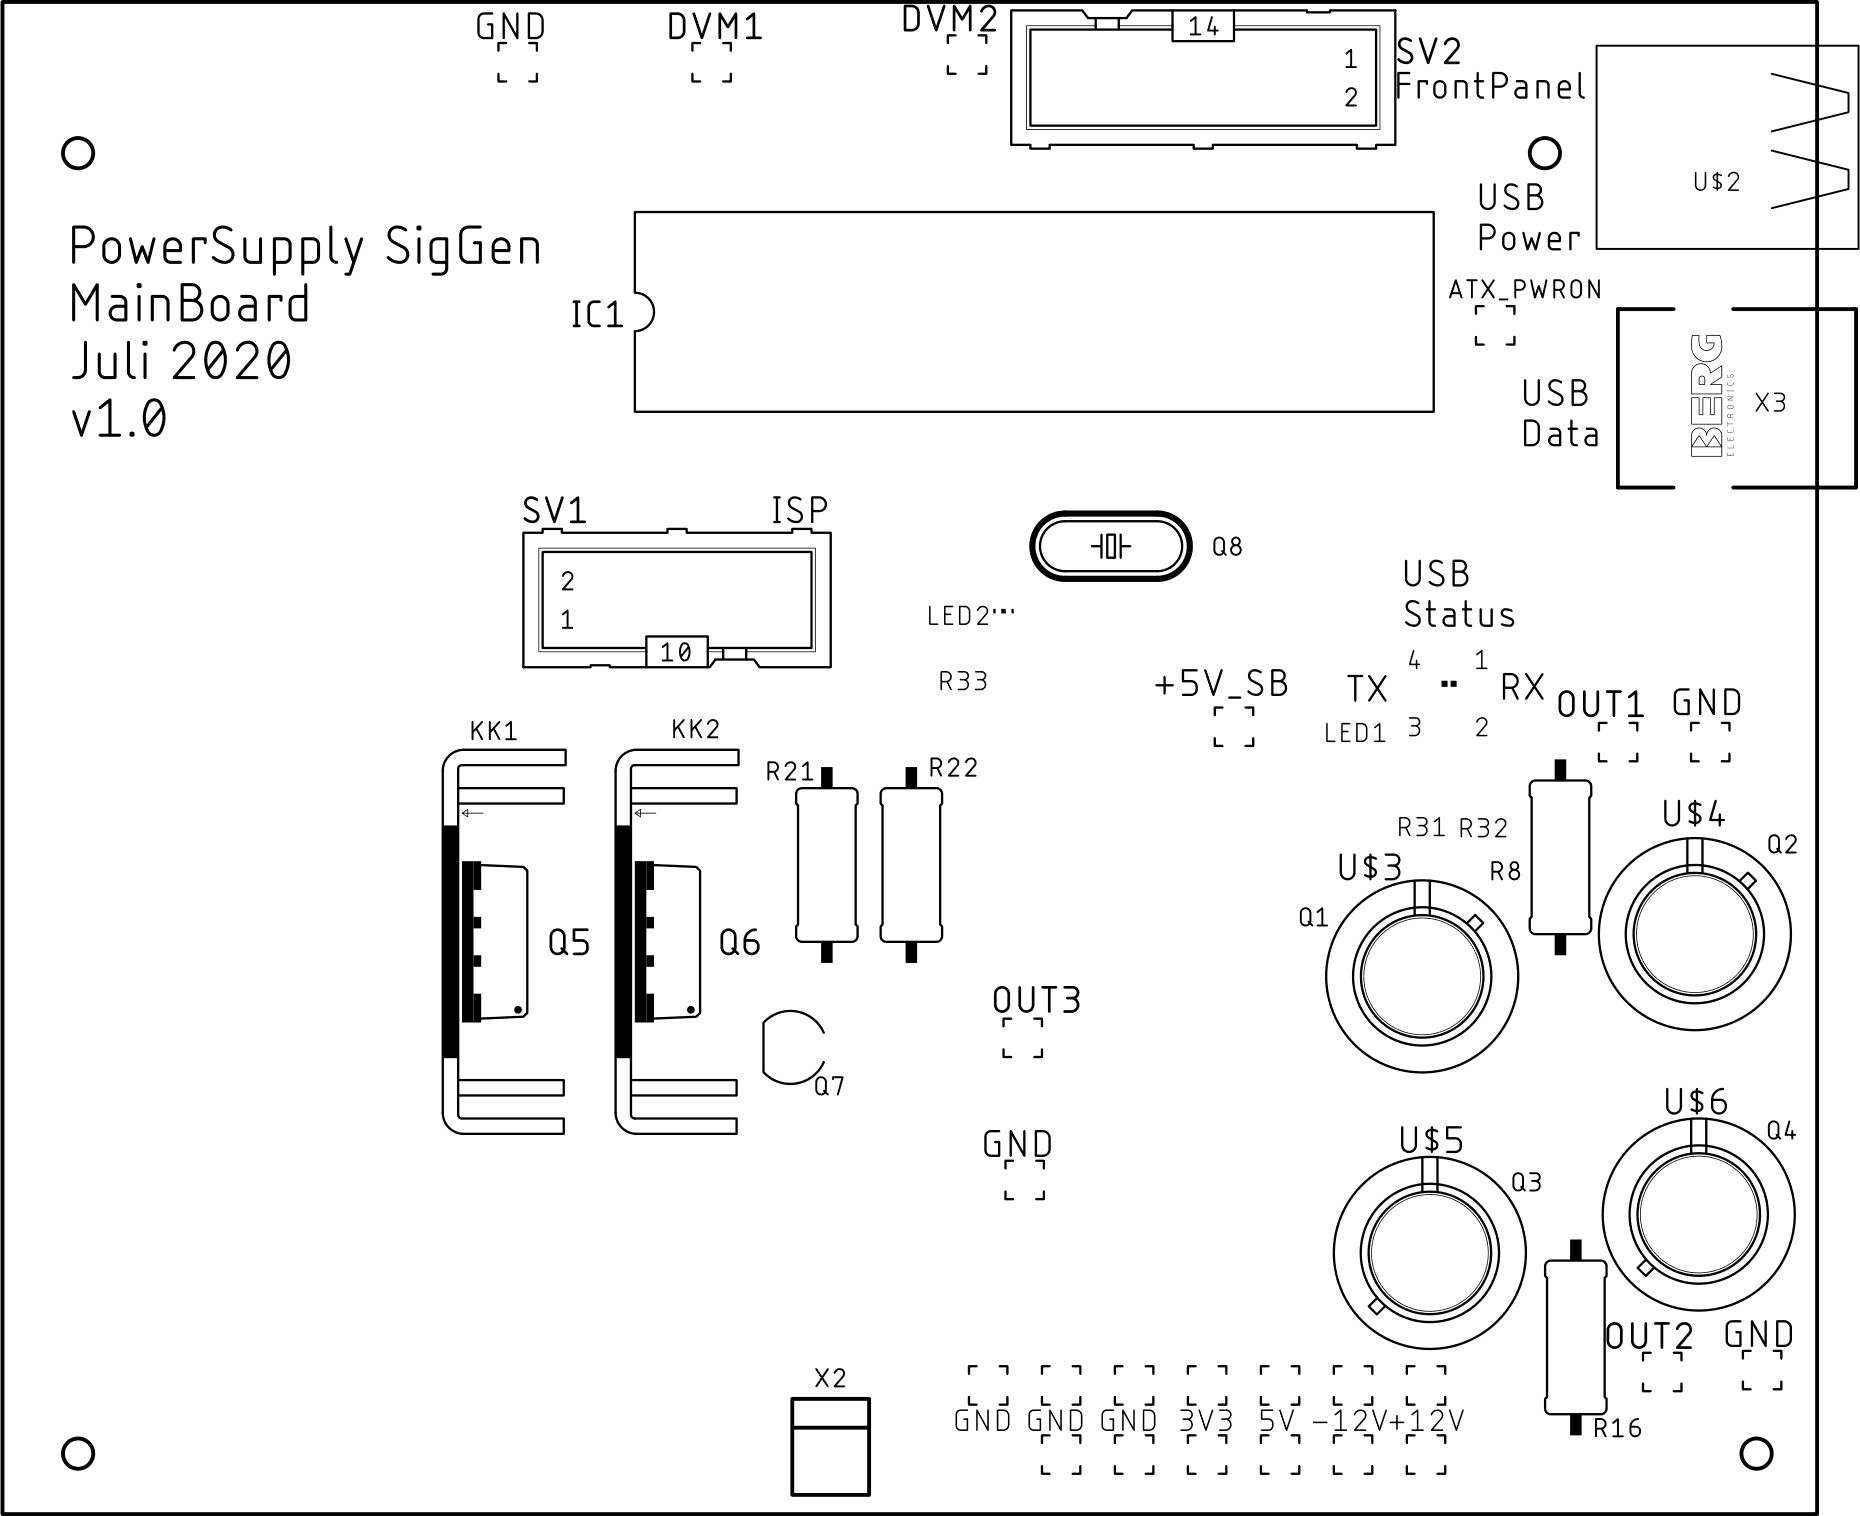 GND
DVM1
DVM2
14
1
2
SV2
FrontPanel
U$2
USB
Power
PowerSupply SigGen
MainBoard
Juli 2020
v1.0
IC1
ATX_PWRON
USB
Data
BERG
ELECTRONICS
X3
SV1
ISP
2
1
10
Q8
LED2
R33
USB
Status
4
1
TX
RX
LED1
3
2
+5V_SB
OUT1
GND
KK1
KK2
R21
R22
R31
R32
R8
U$4
Q2
U$3
Q1
Q5
Q6
Q7
OUT3
GND
U$5
Q3
U$6
Q4
OUT2
GND
R16
X2
GND GND GND 3V3 5V -12V+12V